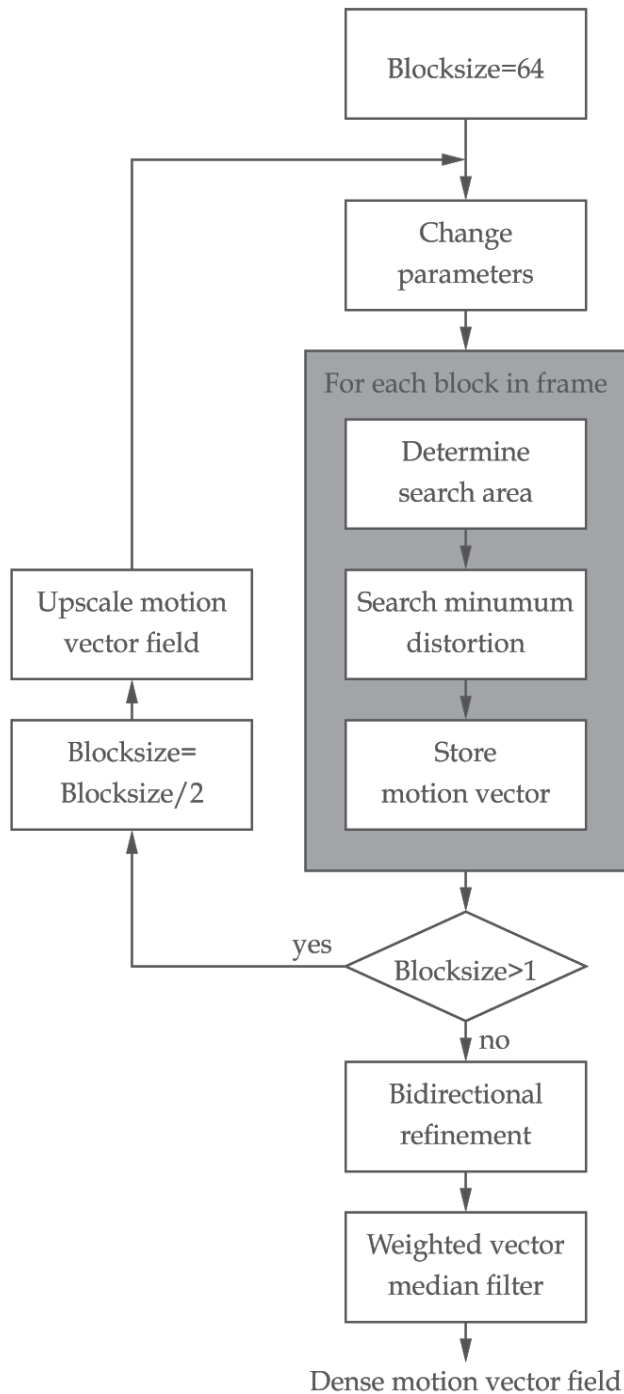 Blocksize=64
Change
parameters
For each block in frame
Determine
search area
Search minumum
distortion
Store
motion vector
Upscale motion
vector field
Blocksize=
Blocksize/2
yes
Blocksize>1
no
Bidirectional
refinement
Weighted vector
median filter
Dense motion vector field